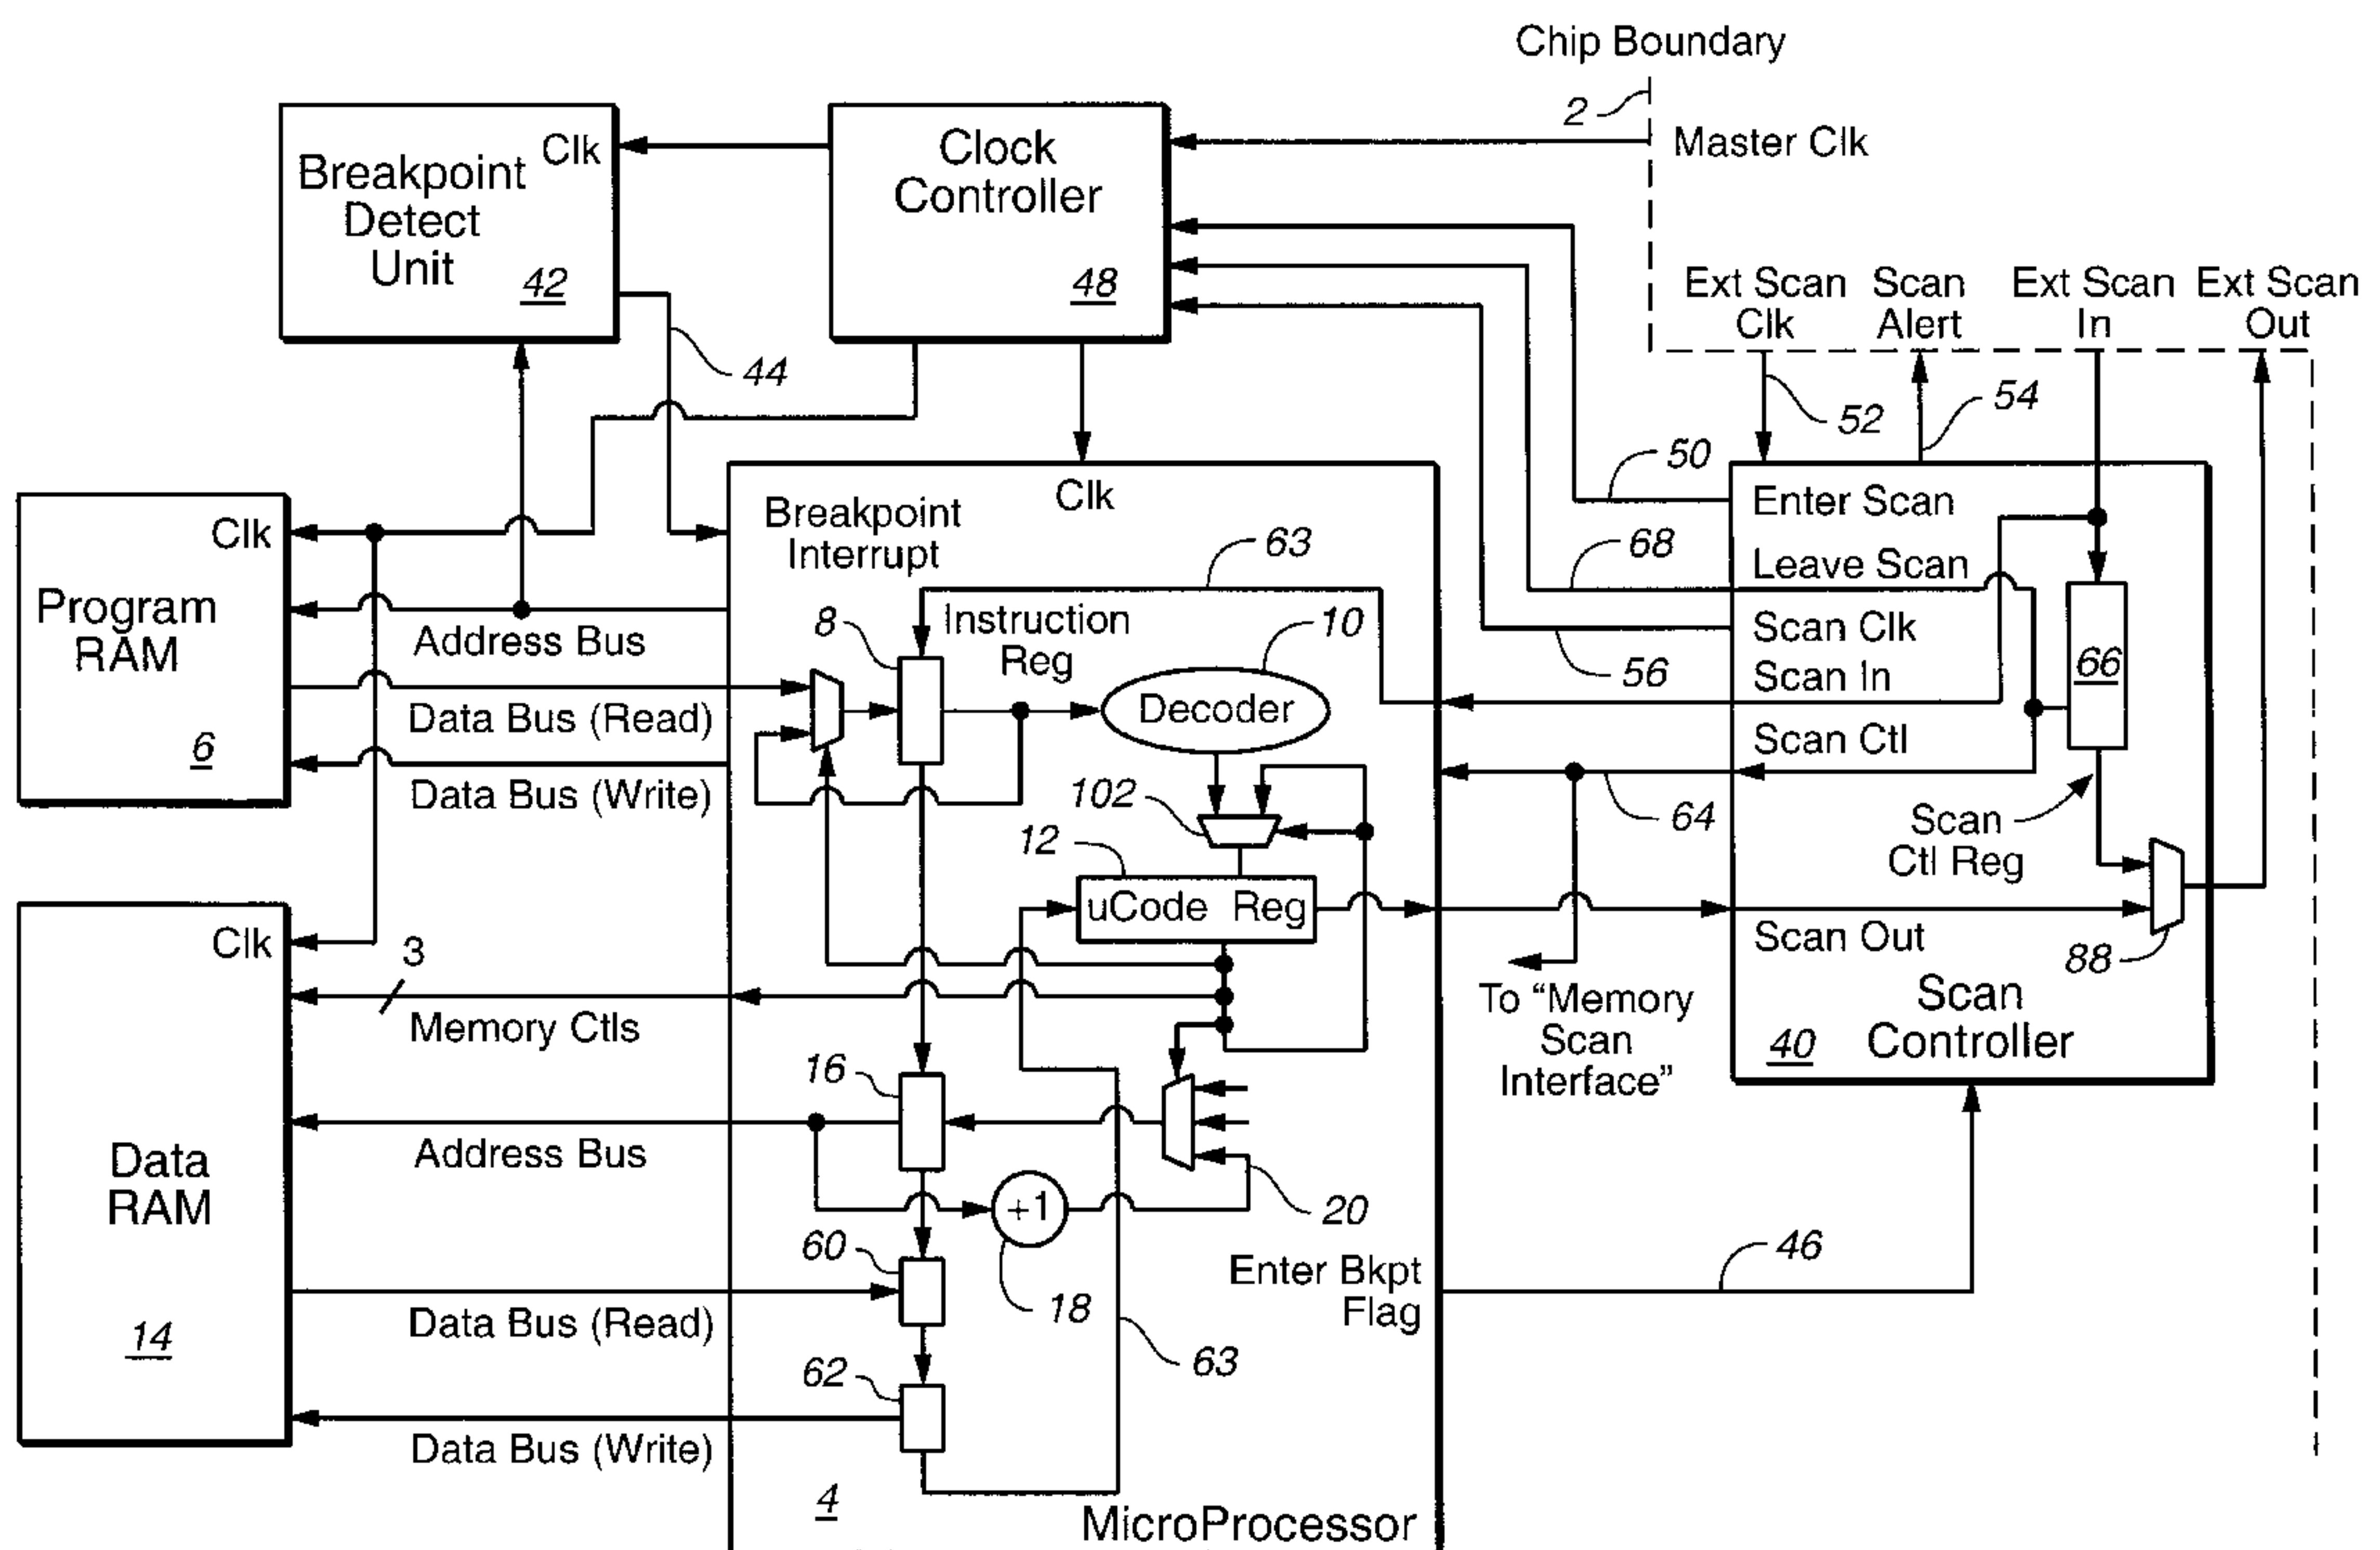 Chip Boundary
2
Master Clk
Breakpoint
Detect
Unit
Clk
42
Clock
Controller
48
44
Ext Scan
Clk
Scan
Alert
Ext Scan
In
Ext Scan
Out
52
54
50
68
56
63
Program
RAM
Clk
6
Address Bus
Data Bus (Read)
Data Bus (Write)
Clk
Breakpoint
Interrupt
8
Instruction
Reg
10
Decoder
102
12
uCode Reg
Enter Scan
Leave Scan
Scan Clk
Scan In
Scan Ctl
66
64
Scan
Ctl Reg
Scan Out
88
Scan
Controller
40
To “Memory
Scan
Interface”
Data
RAM
Clk
14
3
Memory Ctls
Address Bus
Data Bus (Read)
Data Bus (Write)
16
+1
18
20
60
62
63
Enter Bkpt
Flag
46
4
MicroProcessor